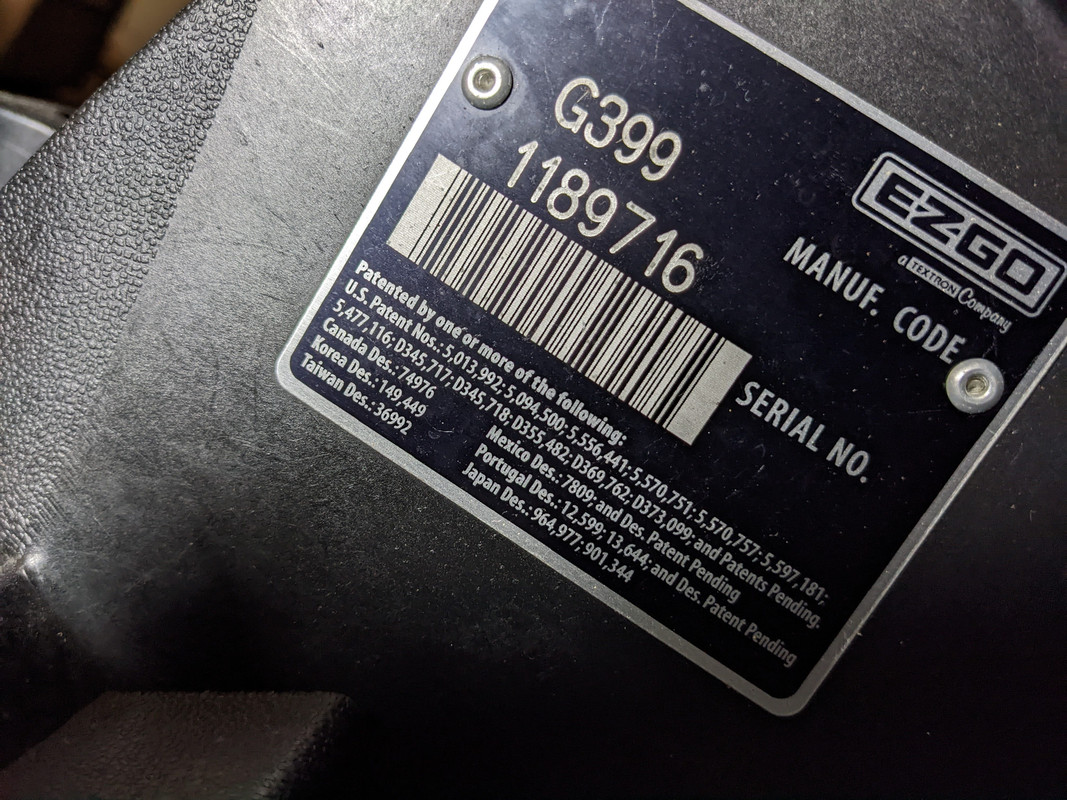 EZGO
a TEXTRON Company
G399
MANUF. CODE
1189716
SERIAL NO.
Patented by one or more of the following:
U.S. Patent Nos.: 5,013,992; 5,094,500; 5,556,441; 5,570,751; 5,570,757; 5,597,181;
5,477,116; D345,717; D345,718; D355,482; D369,762; D373,099; and Patents Pending.
Canada Des.: 74976
Mexico Des.: 7809; and Des. Patent Pending
Korea Des.: 149,449
Portugal Des.: 12,599; 13,644; and Des. Patent Pending
Taiwan Des.: 36992
Japan Des.: 964,977; 901,344